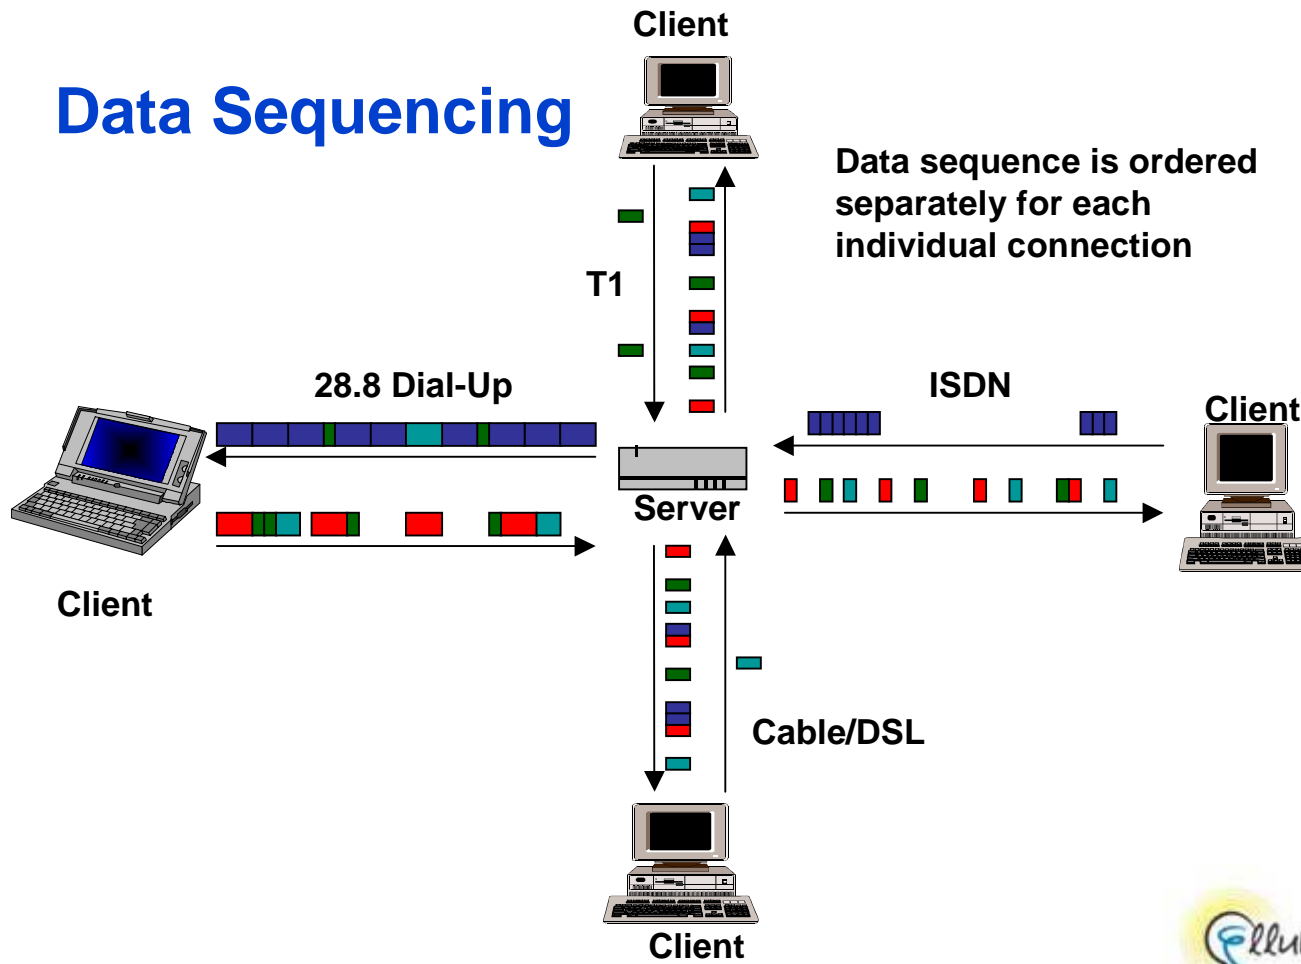 Client
Data Sequencing
Data sequence is ordered
separately for each
individual connection
T1
28.8 Dial-Up
ISDN
Client
Server
Client
Cable/DSL
Client